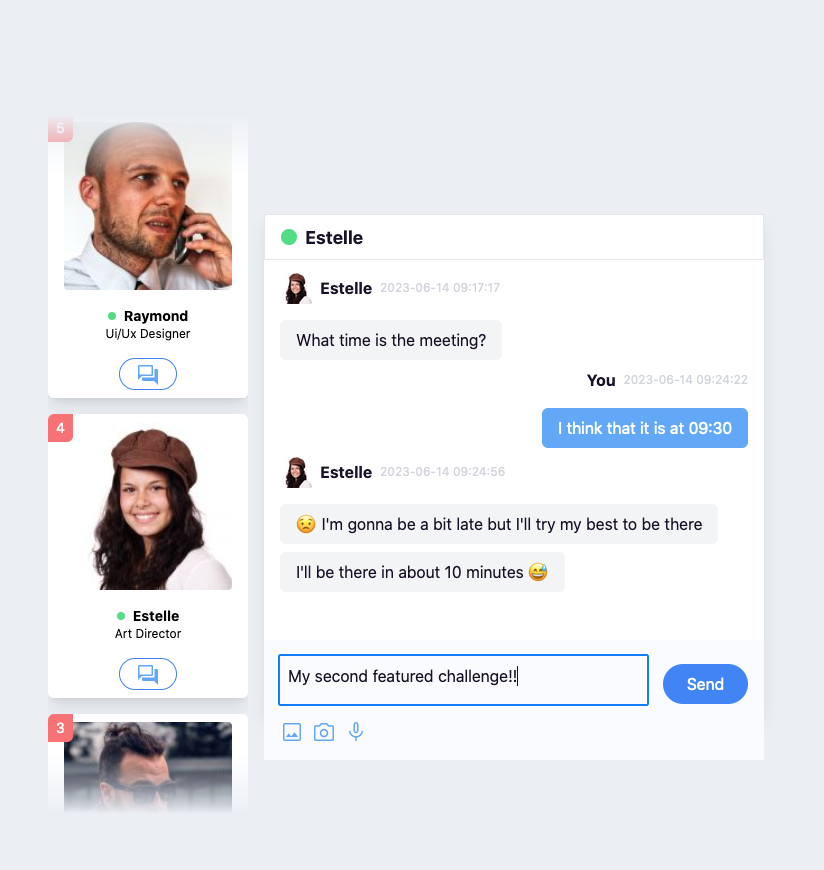 5
Raymond
Ui/Ux Designer
4
Estelle
Art Director
3
Estelle
Estelle 2023-06-14 09:17:17
What time is the meeting?
You 2023-06-14 09:24:22
I think that it is at 09:30
Estelle 2023-06-14 09:24:56
😟 I'm gonna be a bit late but I'll try my best to be there
I'll be there in about 10 minutes 😅
My second featured challenge!!
Send